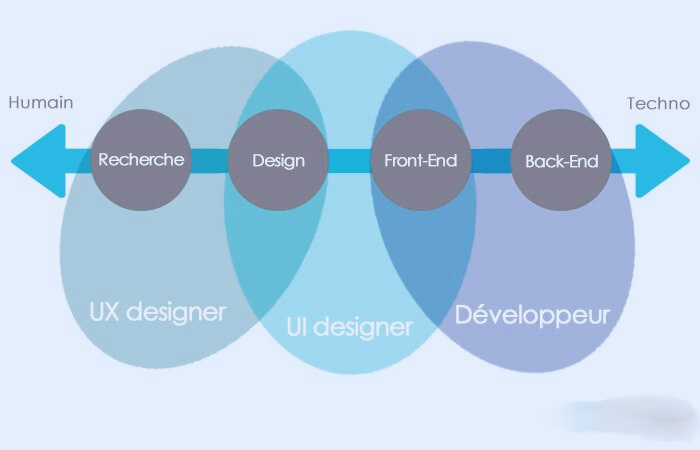 Humain
Techno
Recherche
Design
Front-End
Back-End
UX designer
UI designer
Développeur